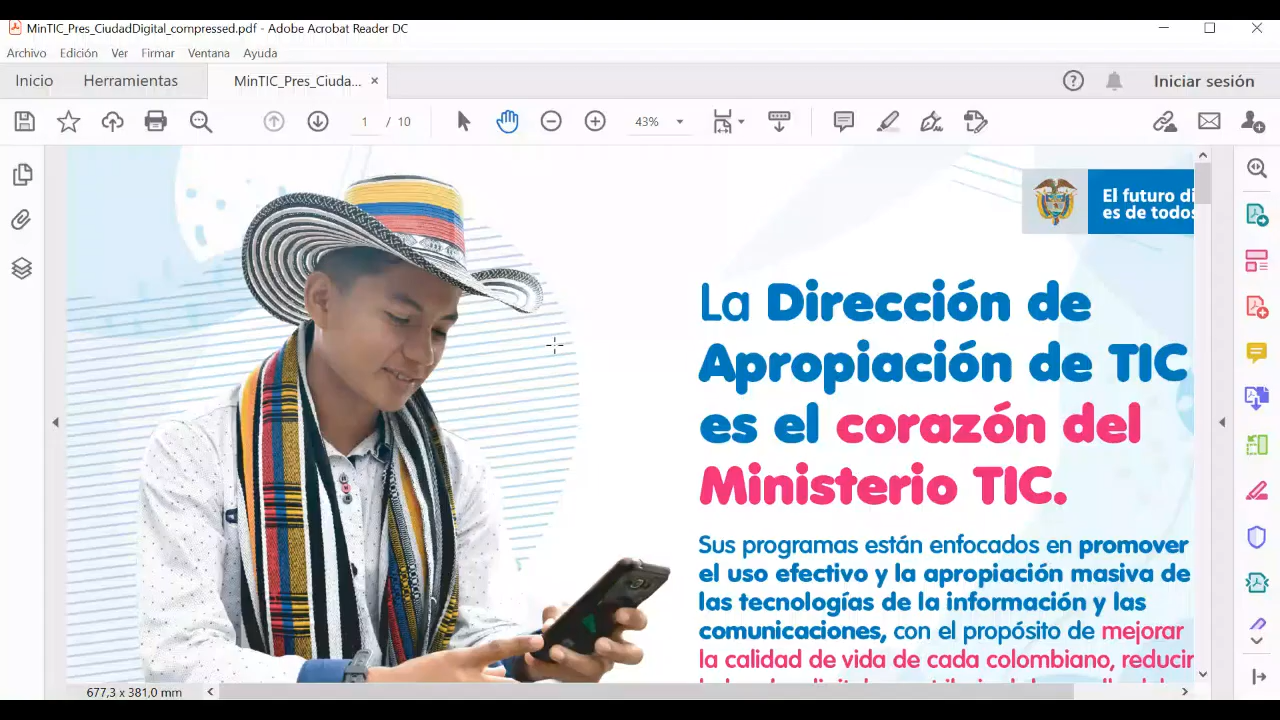 MinTIC_Pres_CiudadDigital_compressed.pdf - Adobe Acrobat Reader DC
Archivo Edición Ver Firmar Ventana Ayuda
Inicio Herramientas MinTIC_Pres_Ciuda... × Iniciar sesión
1 / 10 43%
El futuro di
es de todos
La Dirección de
Apropiación de TIC
es el corazón del
Ministerio TIC.
Sus programas están enfocados en promover
el uso efectivo y la apropiación masiva de
las tecnologías de la información y las
comunicaciones, con el propósito de mejorar
la calidad de vida de cada colombiano, reducir
677,3 x 381,0 mm